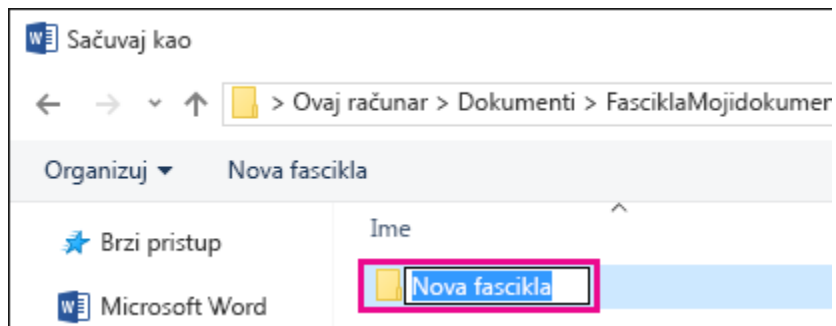 Sačuvaj kao
> Ovaj računar > Dokumenti > FasciklaMojidokumen
Organizuj Nova fascikla
Brzi pristup
Microsoft Word
Ime
Nova fascikla